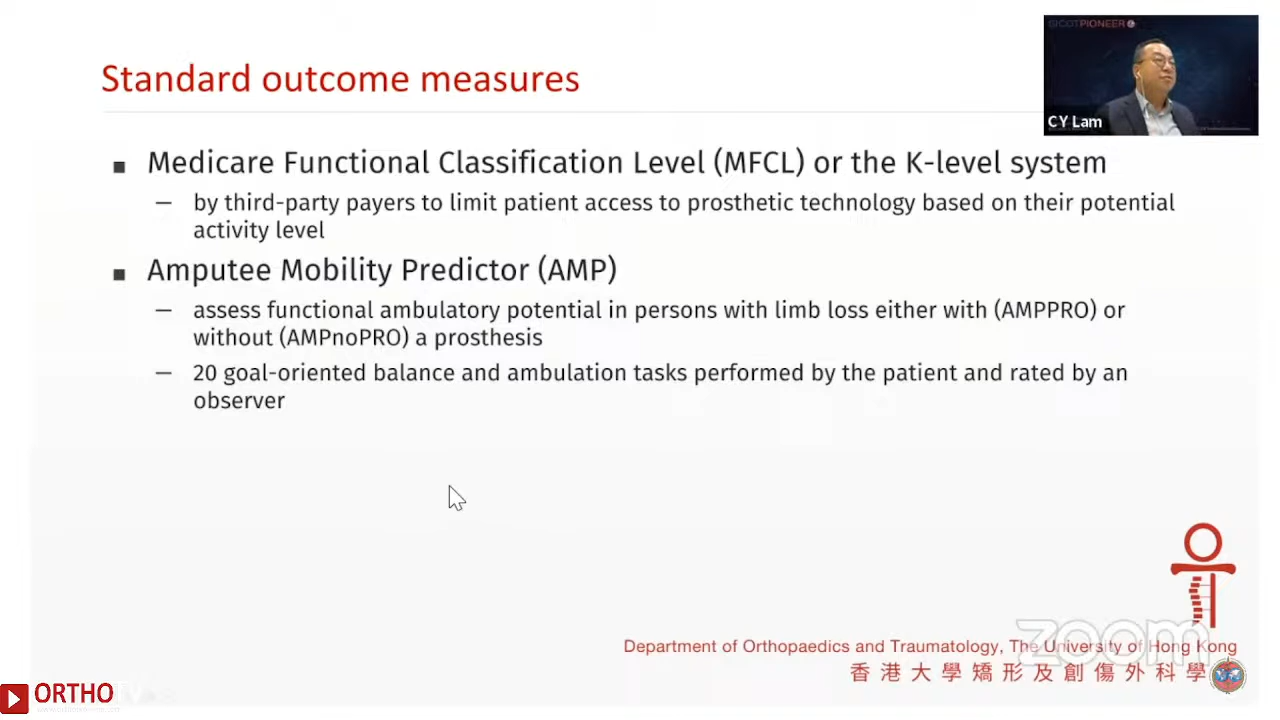 Standard outcome measures
SICOTPIONEER
CY Lam
■ Medicare Functional Classification Level (MFCL) or the K-level system
— by third-party payers to limit patient access to prosthetic technology based on their potential
activity level
■ Amputee Mobility Predictor (AMP)
— assess functional ambulatory potential in persons with limb loss either with (AMPPRO) or
without (AMPnoPRO) a prosthesis
— 20 goal-oriented balance and ambulation tasks performed by the patient and rated by an
observer
zoom
Department of Orthopaedics and Traumatology, The University of Hong Kong
香港大學矯形及創傷外科學
ORTHOTV